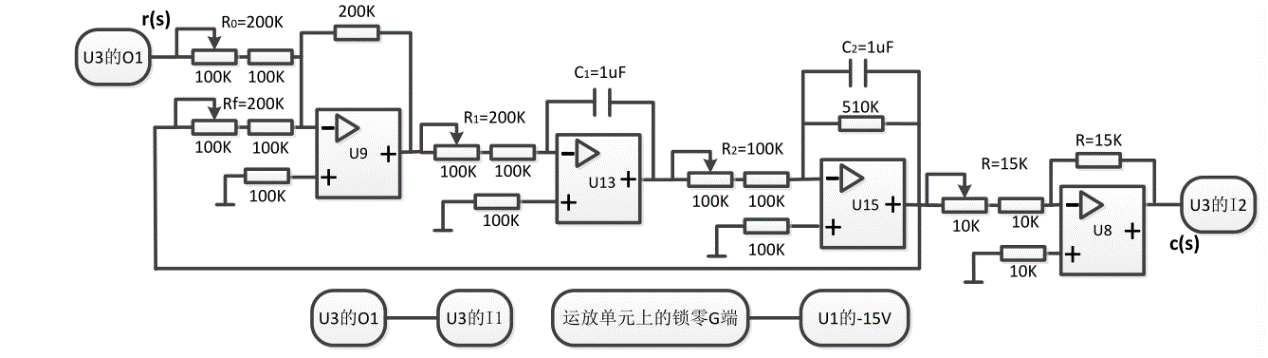 r(s)
R₀=200K
200K
U3的O1
100K
100K
Rf=200K
100K
100K
U9
100K
R₁=200K
100K
100K
C₁=1uF
U13
100K
R₂=100K
100K
100K
C₂=1uF
510K
U15
100K
R=15K
10K
10K
R=15K
U8
10K
U3的I2
c(s)
U3的O1
U3的I1
运放单元上的锁零G端
U1的-15V